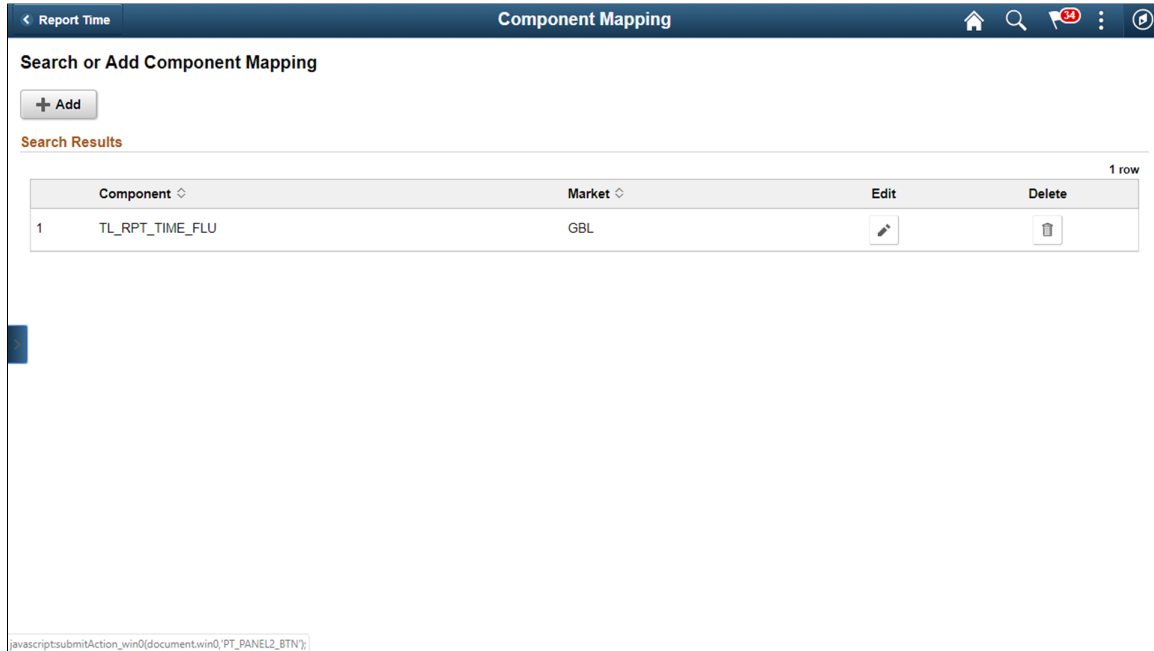 Report Time
Component Mapping
34
Search or Add Component Mapping
Add
Search Results
1 row
Component Market Edit Delete
1 TL_RPT_TIME_FLU GBL
javascript:submitAction_win0(document.win0,'PT_PANEL2_BTN');